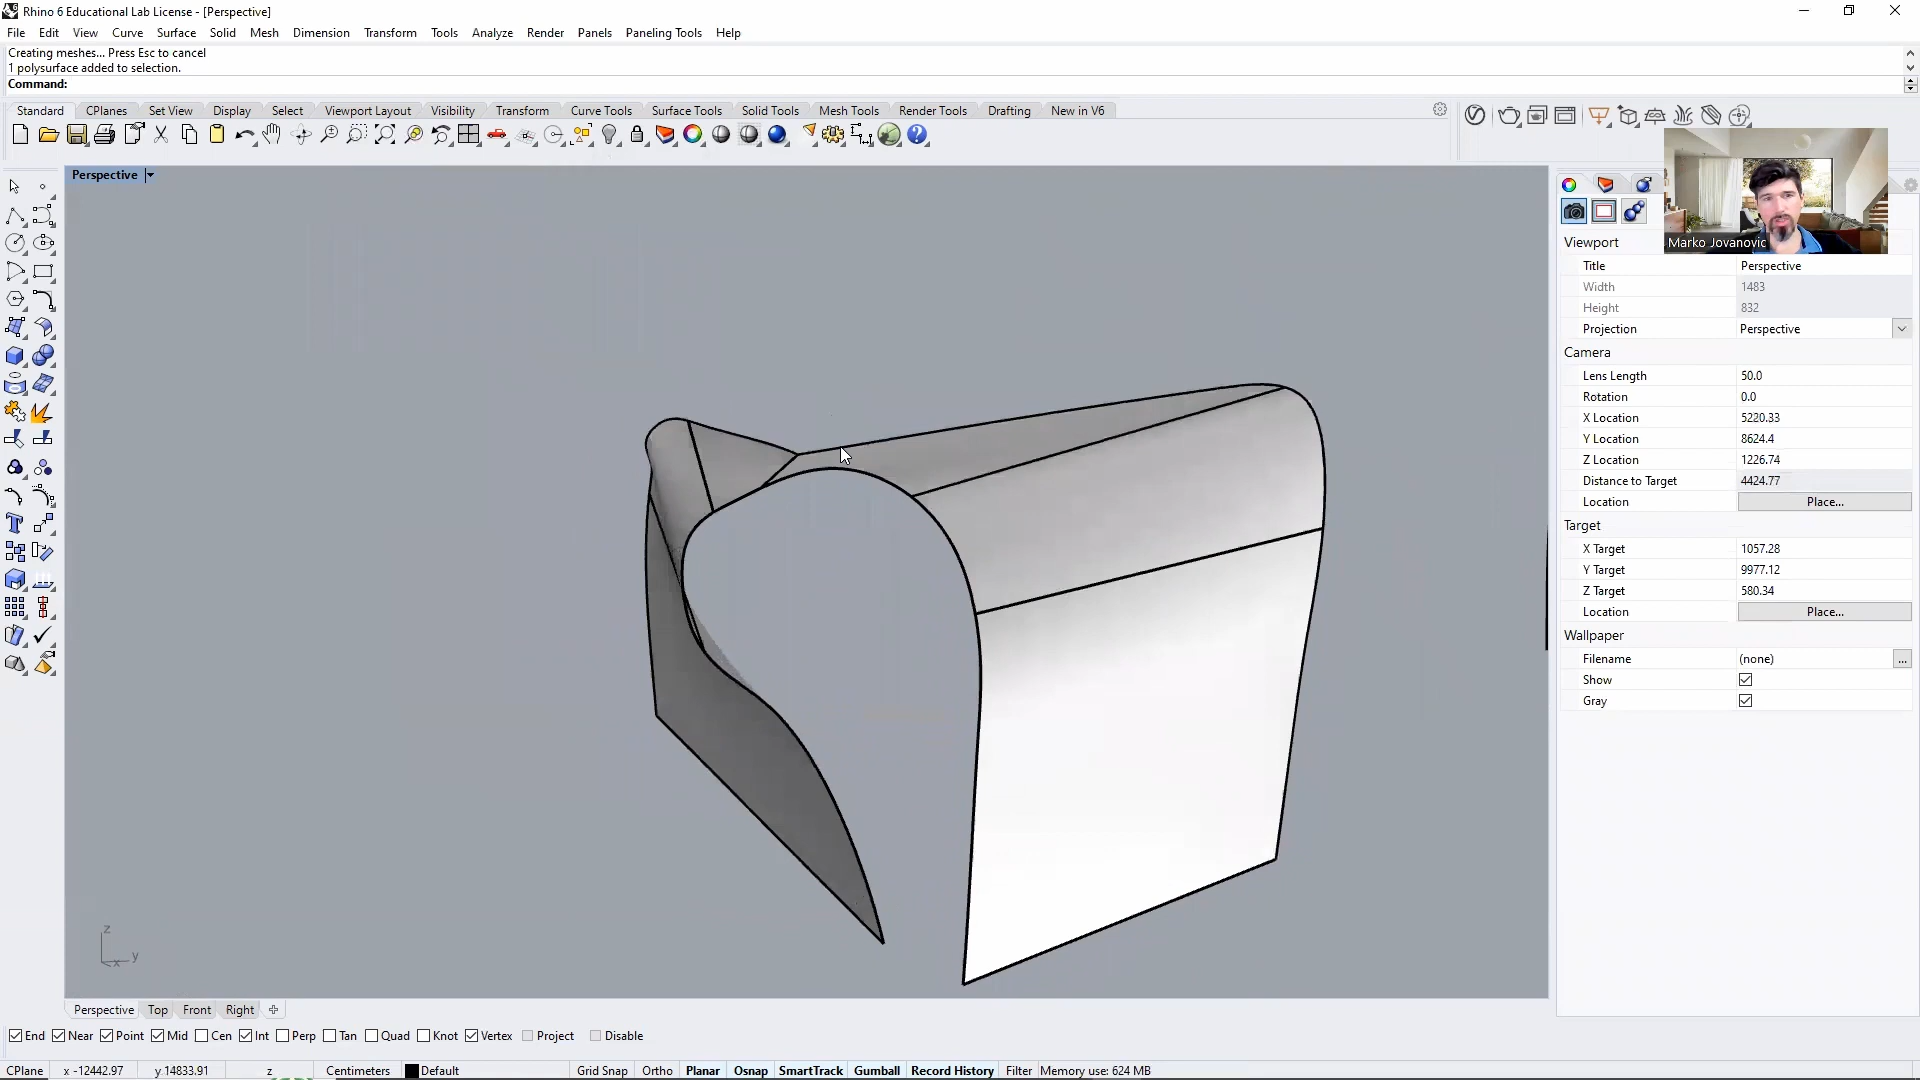 Rhino 6 Educational Lab License - [Perspective]
File Edit View Curve Surface Solid Mesh Dimension Transform Tools Analyze Render Panels Paneling Tools Help
Creating meshes... Press Esc to cancel
1 polysurface added to selection.
Command:
Standard CPlanes Set View Display Select Viewport Layout Visibility Transform Curve Tools Surface Tools Solid Tools Mesh Tools Render Tools Drafting New in V6
Perspective
Marko Jovanovic
Viewport
Title Perspective
Width 1483
Height 832
Projection Perspective
Camera
Lens Length 50.0
Rotation 0.0
X Location 5220.33
Y Location 8624.4
Z Location 1226.74
Distance to Target 4424.77
Location Place...
Target
X Target 1057.28
Y Target 9977.12
Z Target 580.34
Location Place...
Wallpaper
Filename (none) ...
Show
Gray
z
y
x
Perspective Top Front Right
End Near Point Mid Cen Int Perp Tan Quad Knot Vertex Project Disable
CPlane x -12442.97 y 14833.91 z Centimeters Default Grid Snap Ortho Planar Osnap SmartTrack Gumball Record History Filter Memory use: 624 MB